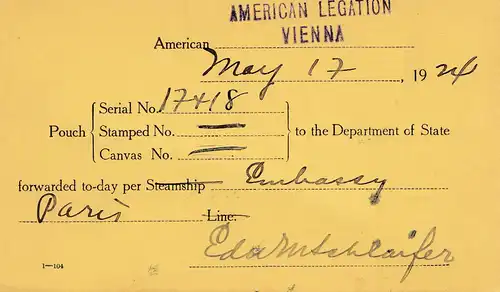 AMERICAN LEGATION
American VIENNA
May 17, 1924
Serial No. 17418
Pouch Stamped No. — to the Department of State
Canvas No. —
forwarded to-day per Steamship Embassy
Paris Line:
1—104